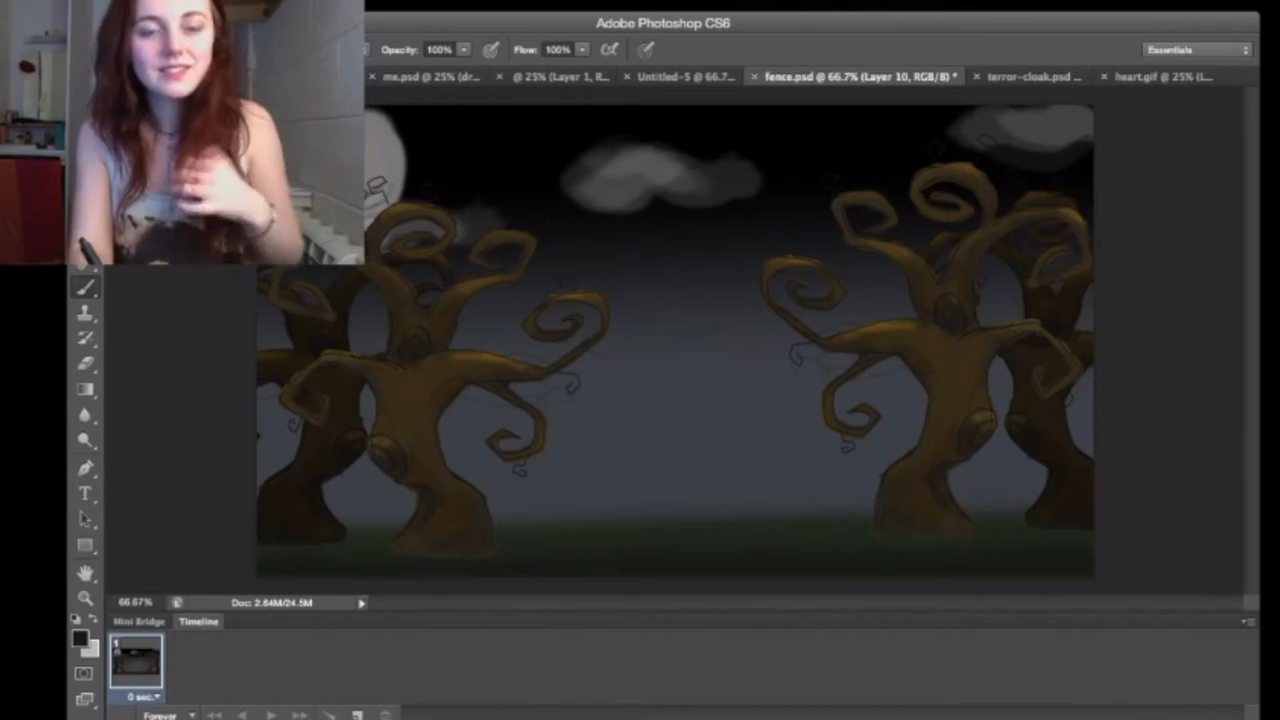 Adobe Photoshop CS6
Opacity: 100% Flow: 100% Essentials
me.psd @ 25% (dr... @ 25% (Layer 1, R... Untitled-5 @ 66.7... fence.psd @ 66.7% (Layer 10, RGB/8) * terror-cloak.psd ... heart.gif @ 25% (L...
T
66.67% Doc: 2.64M/24.5M
Mini Bridge Timeline
1
0 sec.
Forever